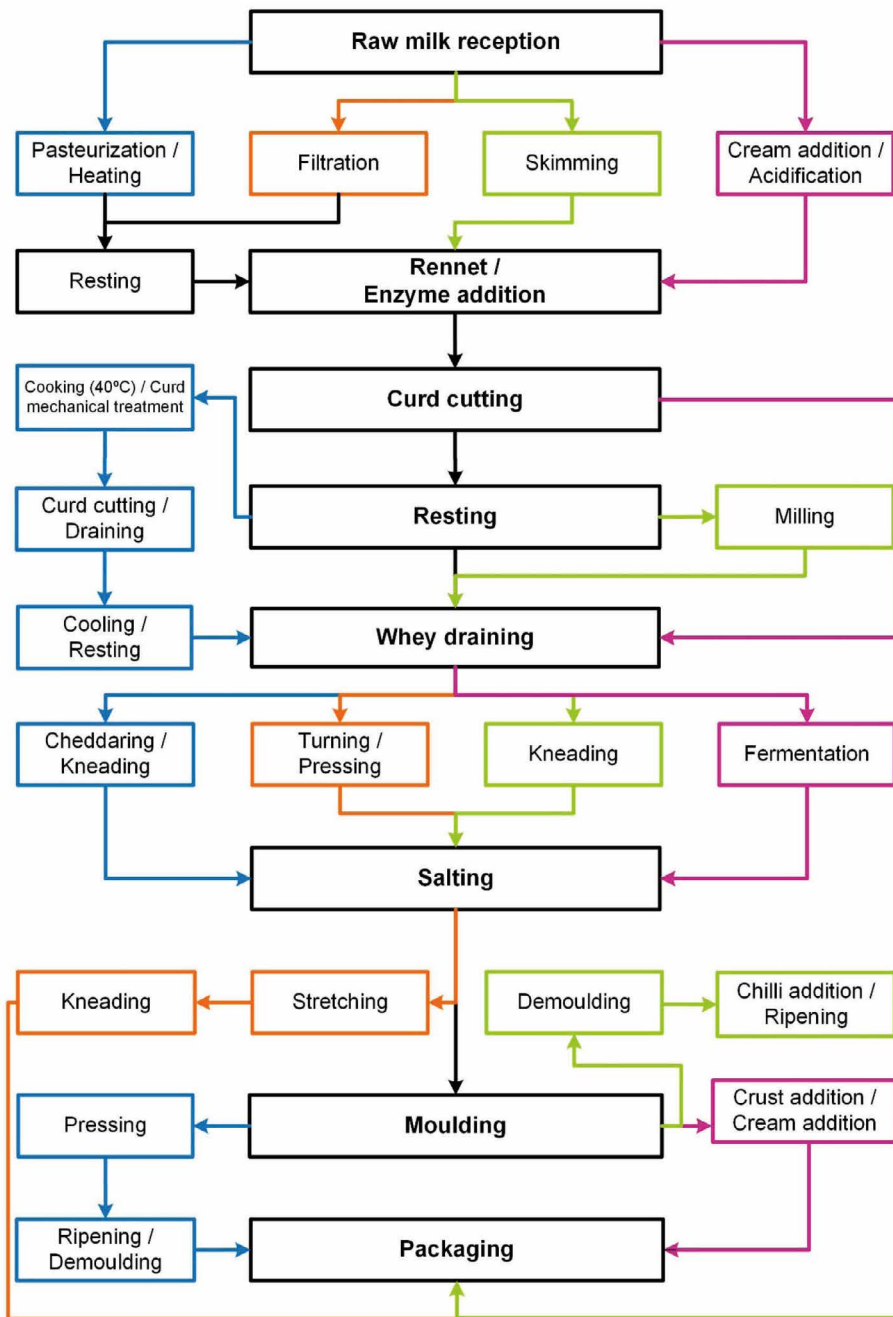 Raw milk reception
Pasteurization /
Heating
Filtration
Skimming
Cream addition /
Acidification
Resting
Rennet /
Enzyme addition
Cooking (40ºC) / Curd
mechanical treatment
Curd cutting
Curd cutting /
Draining
Resting
Milling
Cooling /
Resting
Whey draining
Cheddaring /
Kneading
Turning /
Pressing
Kneading
Fermentation
Salting
Kneading
Stretching
Demoulding
Chilli addition /
Ripening
Pressing
Moulding
Crust addition /
Cream addition
Ripening /
Demoulding
Packaging